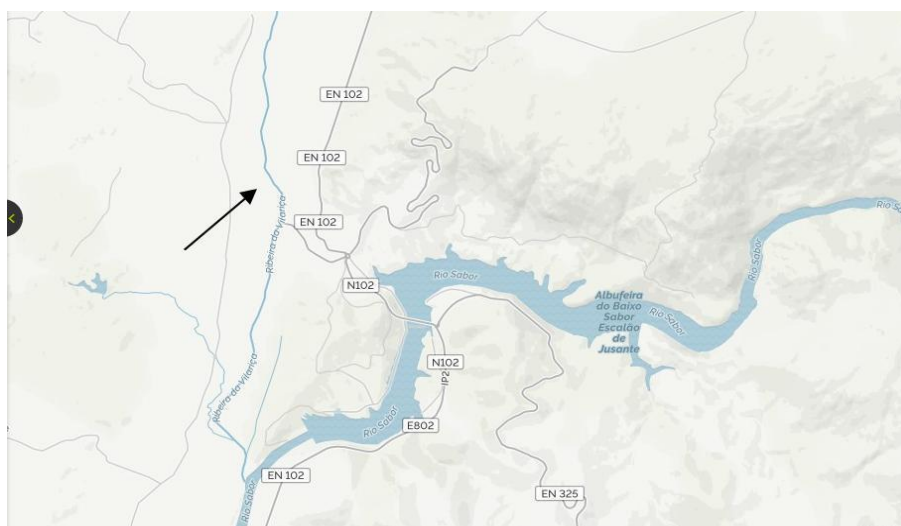 EN 102
EN 102
Ribeira da Vilariça
EN 102
Rio Sabor
Rio Sabor
N102
Rio Sabor
Albufeira
do Baixo
Sabor
Escalão
de
Jusante
Rio Sabor
N102
IP2
Ribeira da Vilariça
Rio Sabor
E802
EN 102
Rio Sabor
EN 325